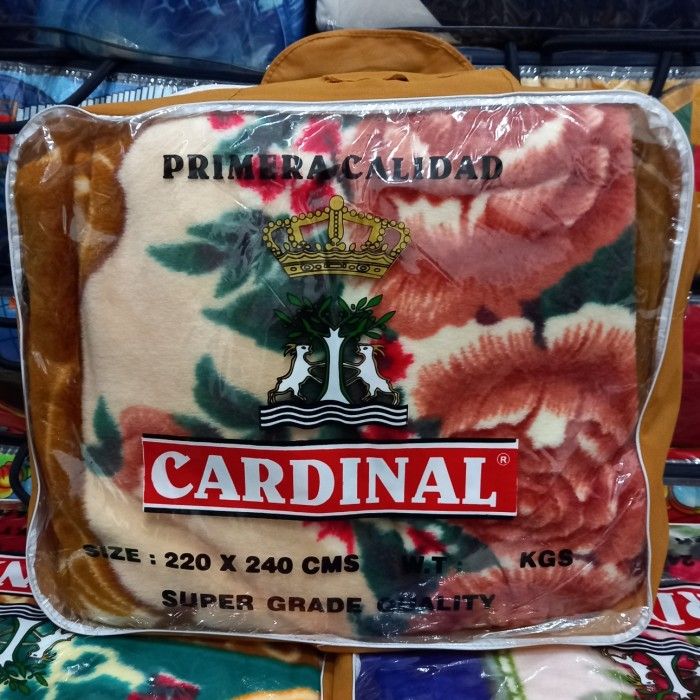 PRIMERA CALIDAD
CARDINAL®
SIZE : 220 X 240 CMS W.T : KGS
SUPER GRADE QUALITY